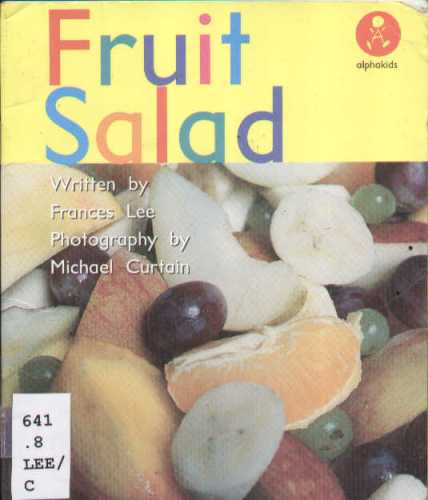 Fruit
Salad
alphakids
Written by
Frances Lee
Photography by
Michael Curtain
641
.8
LEE/
C